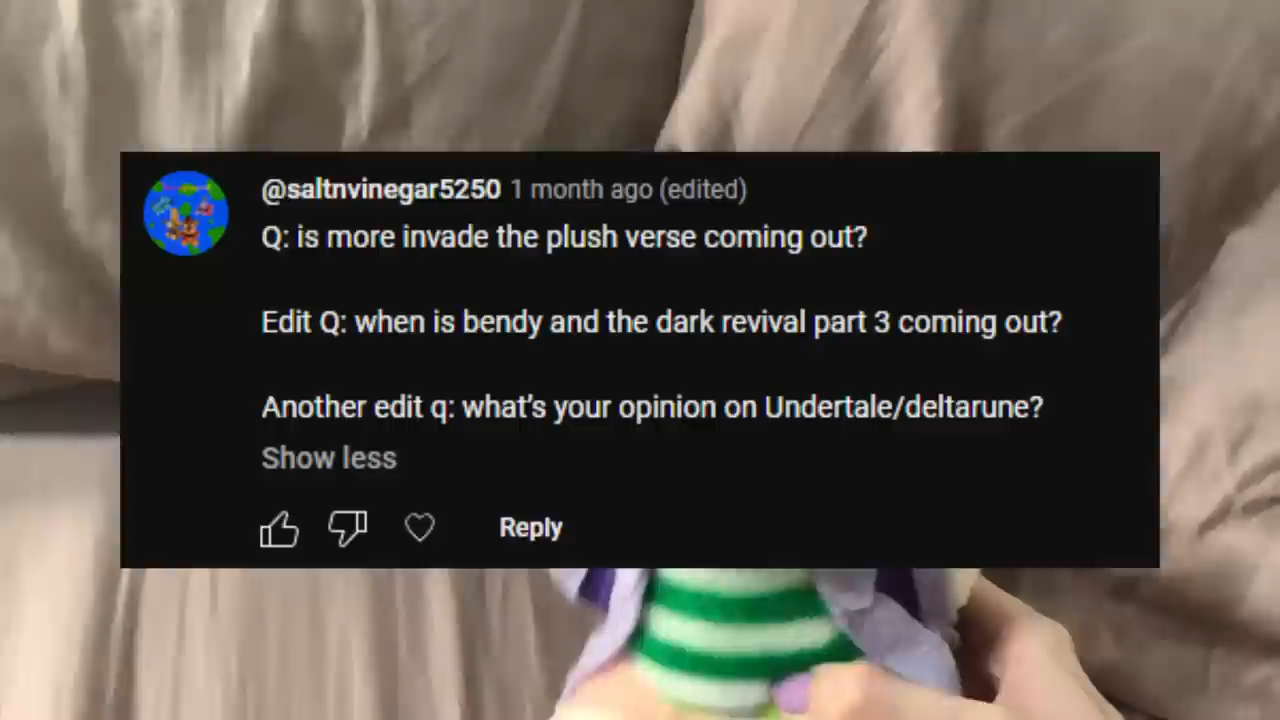 @saltnvinegar5250 1 month ago (edited)
Q: is more invade the plush verse coming out?
Edit Q: when is bendy and the dark revival part 3 coming out?
Another edit q: what's your opinion on Undertale/deltarune?
Show less
Reply